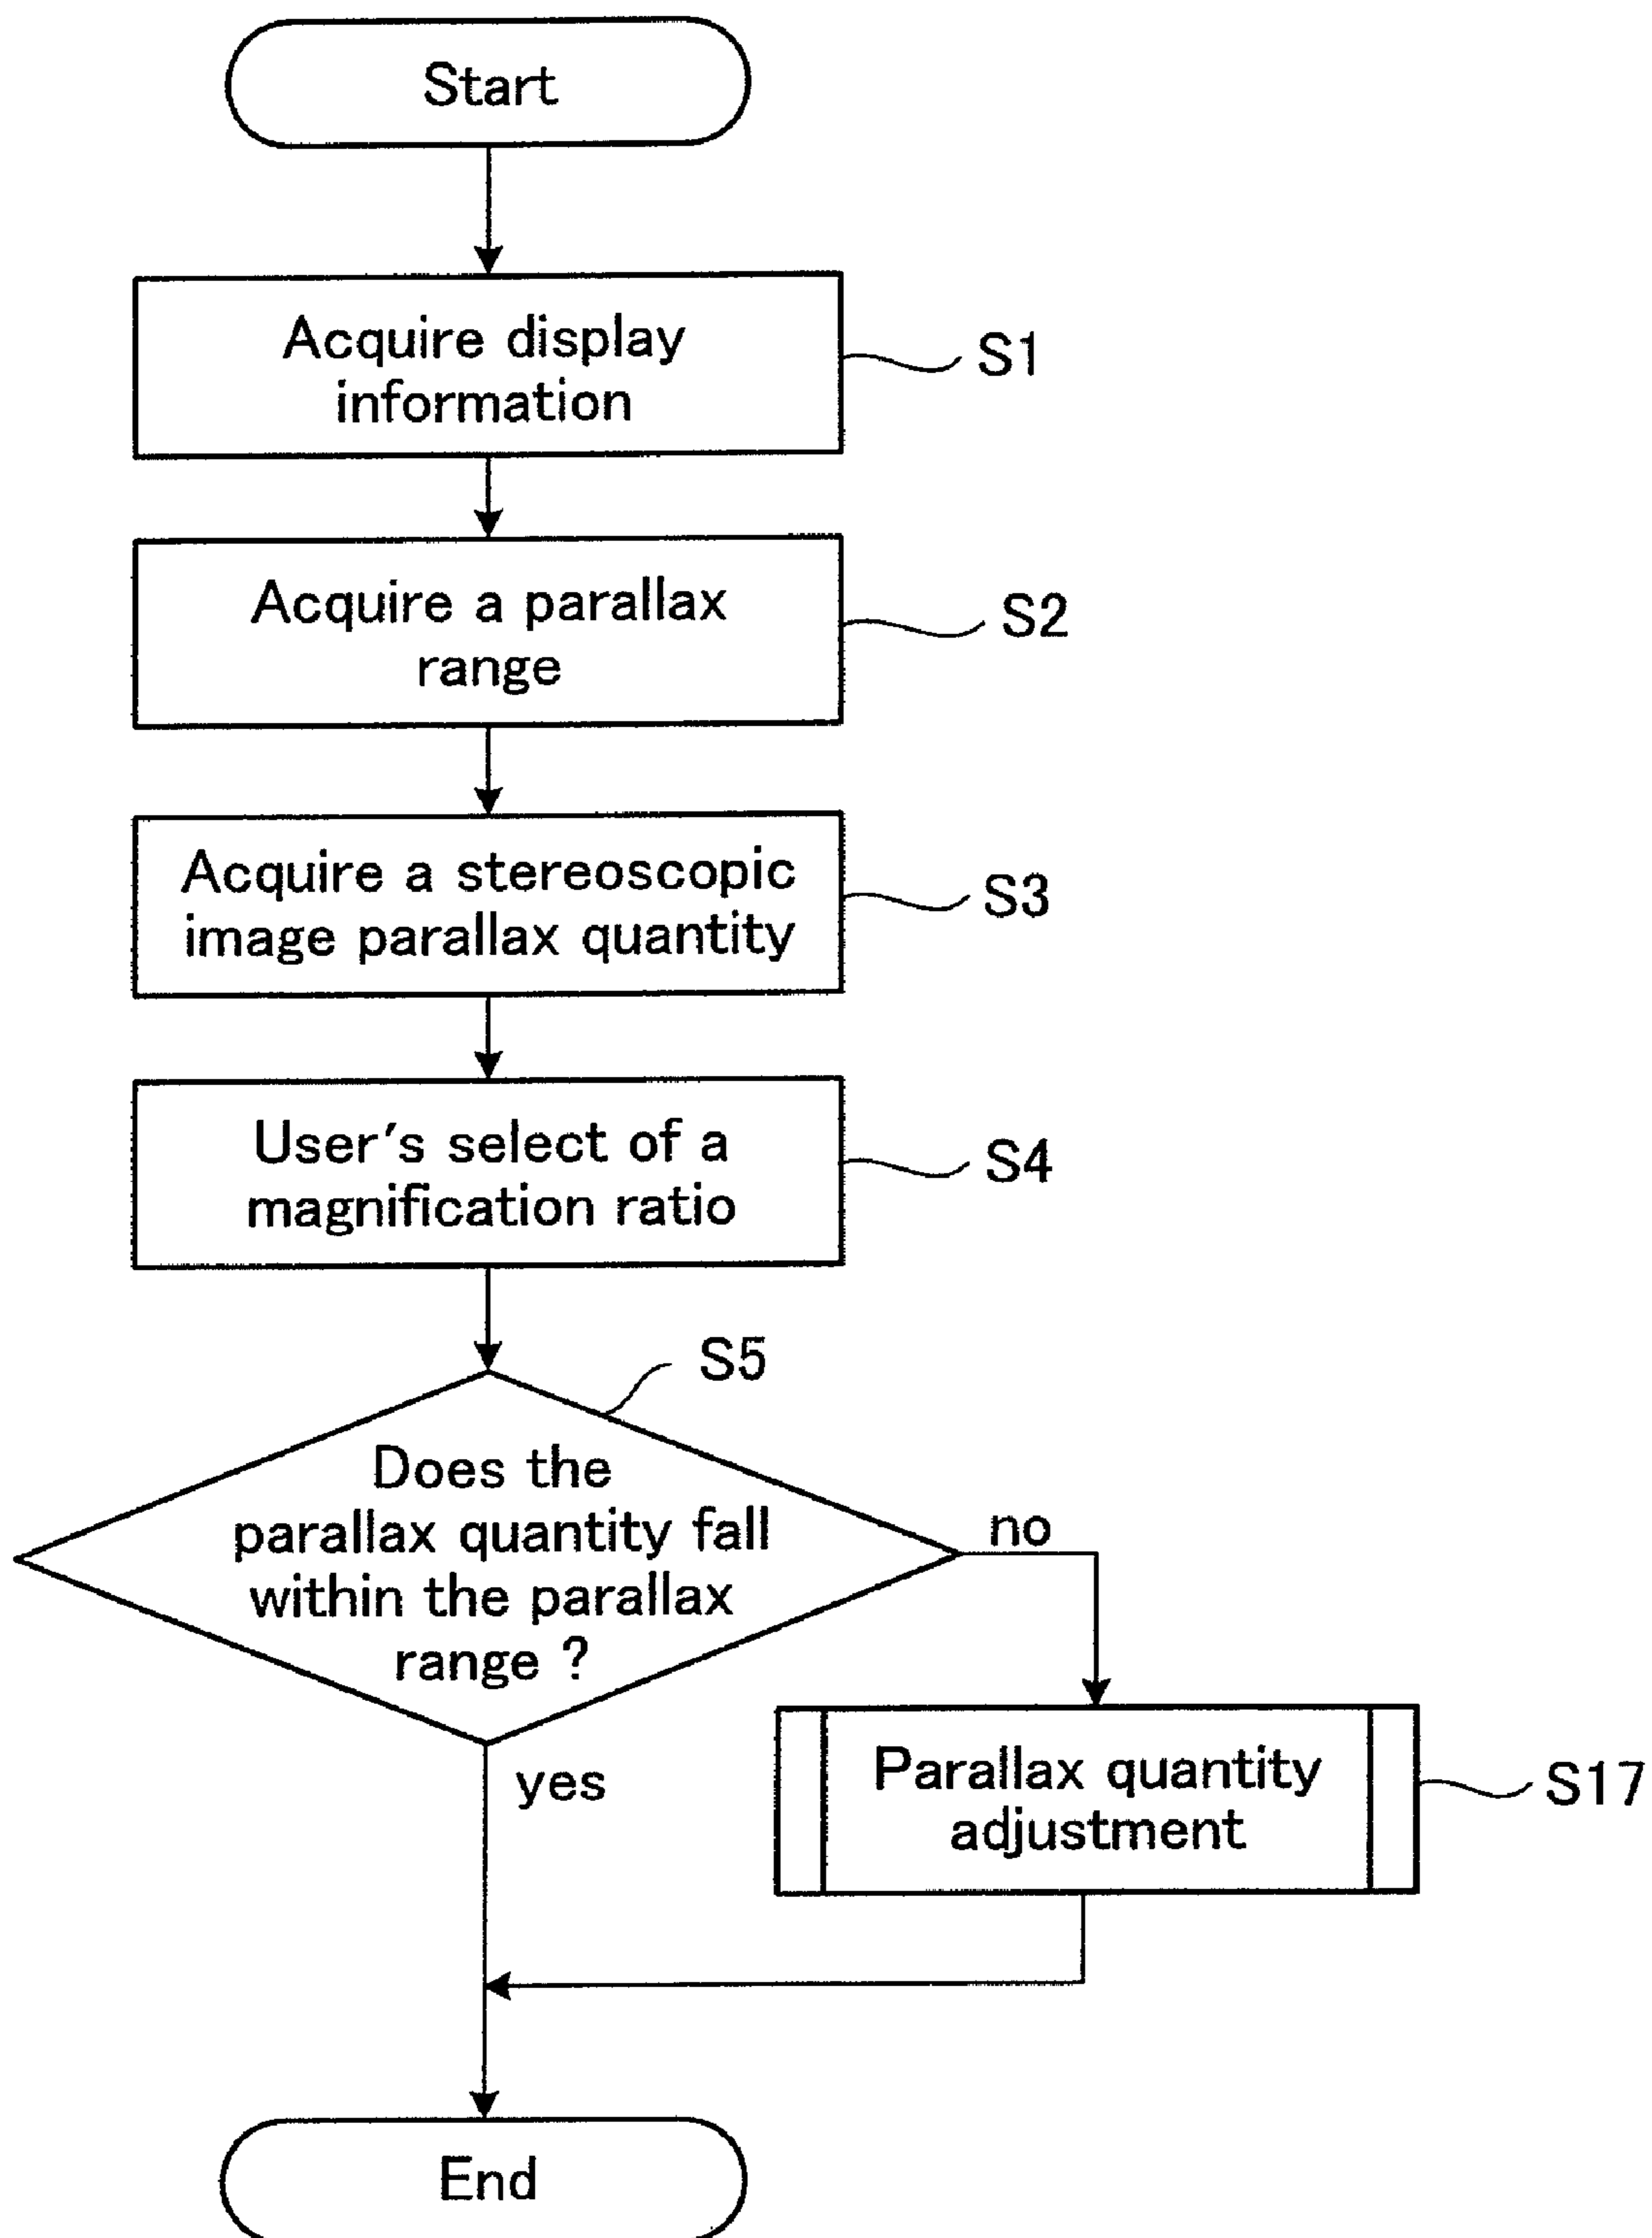 Start
Acquire display
information
S1
Acquire a parallax
range
S2
Acquire a stereoscopic
image parallax quantity
S3
User's select of a
magnification ratio
S4
S5
Does the
parallax quantity fall
within the parallax
range ?
no
yes
Parallax quantity
adjustment
S17
End